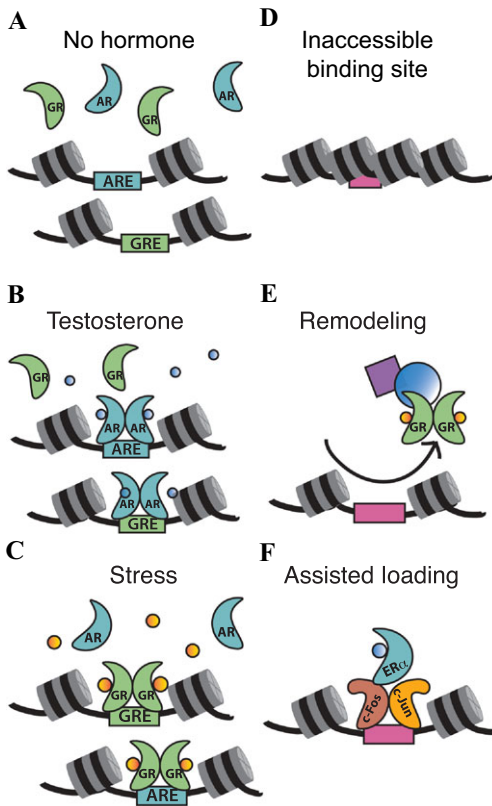 A
No hormone
GR
AR
GR
AR
ARE
GRE
B
Testosterone
GR
GR
AR
AR
ARE
AR
AR
GRE
C
Stress
AR
AR
GR
GR
GRE
GR
GR
ARE
D
Inaccessible
binding site
E
Remodeling
GR
GR
F
Assisted loading
ERα
c-Fos
c-Jun